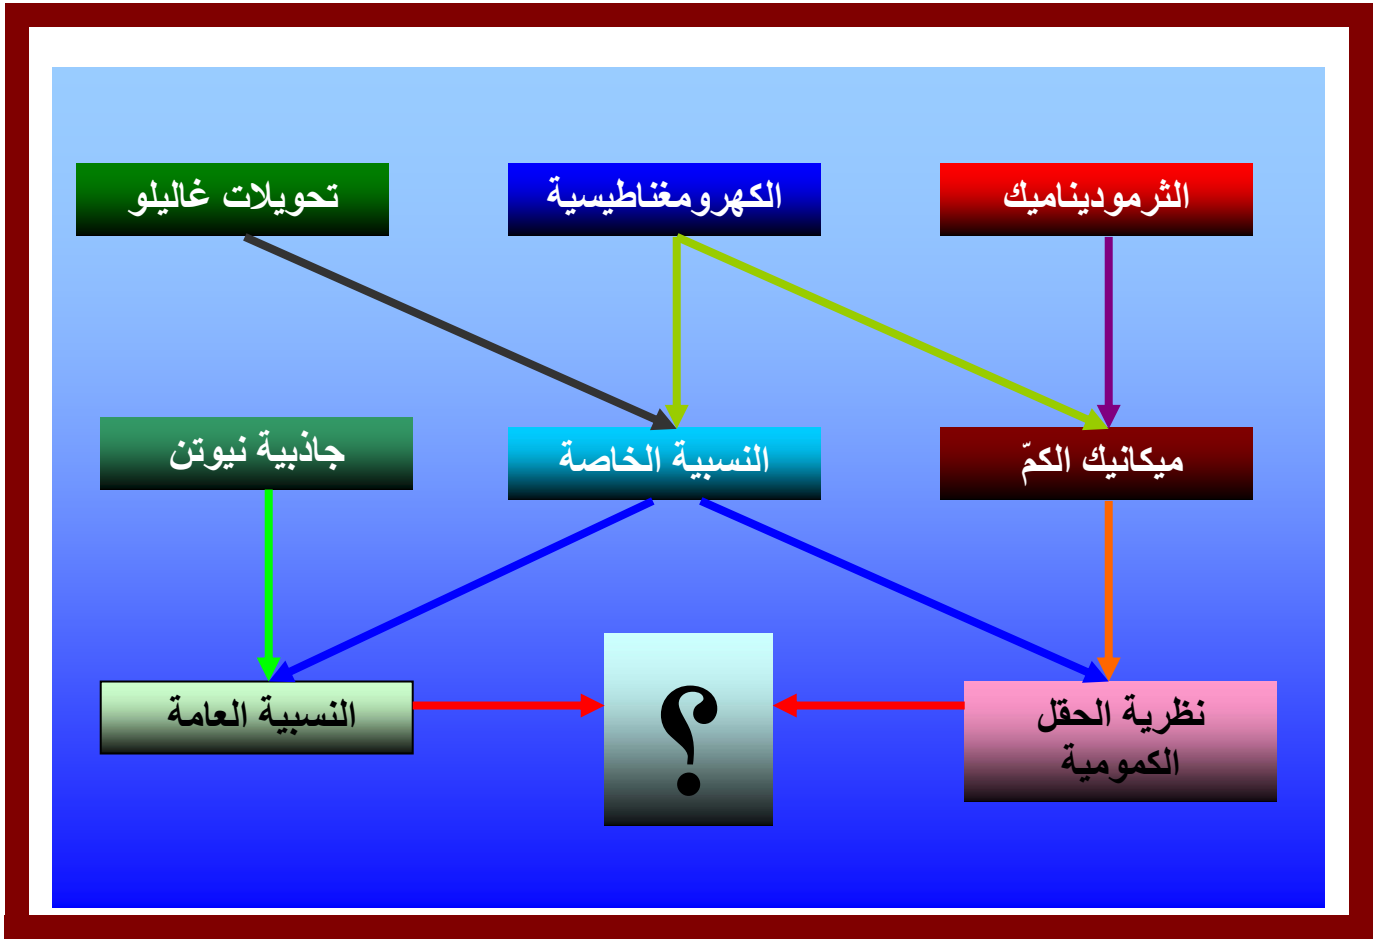 الثرموديناميك
الكهرومغناطيسية
تحويلات غاليلو
ميكانيك الكمّ
النسبية الخاصة
جاذبية نيوتن
نظرية الحقل
الكمومية
؟
النسبية العامة